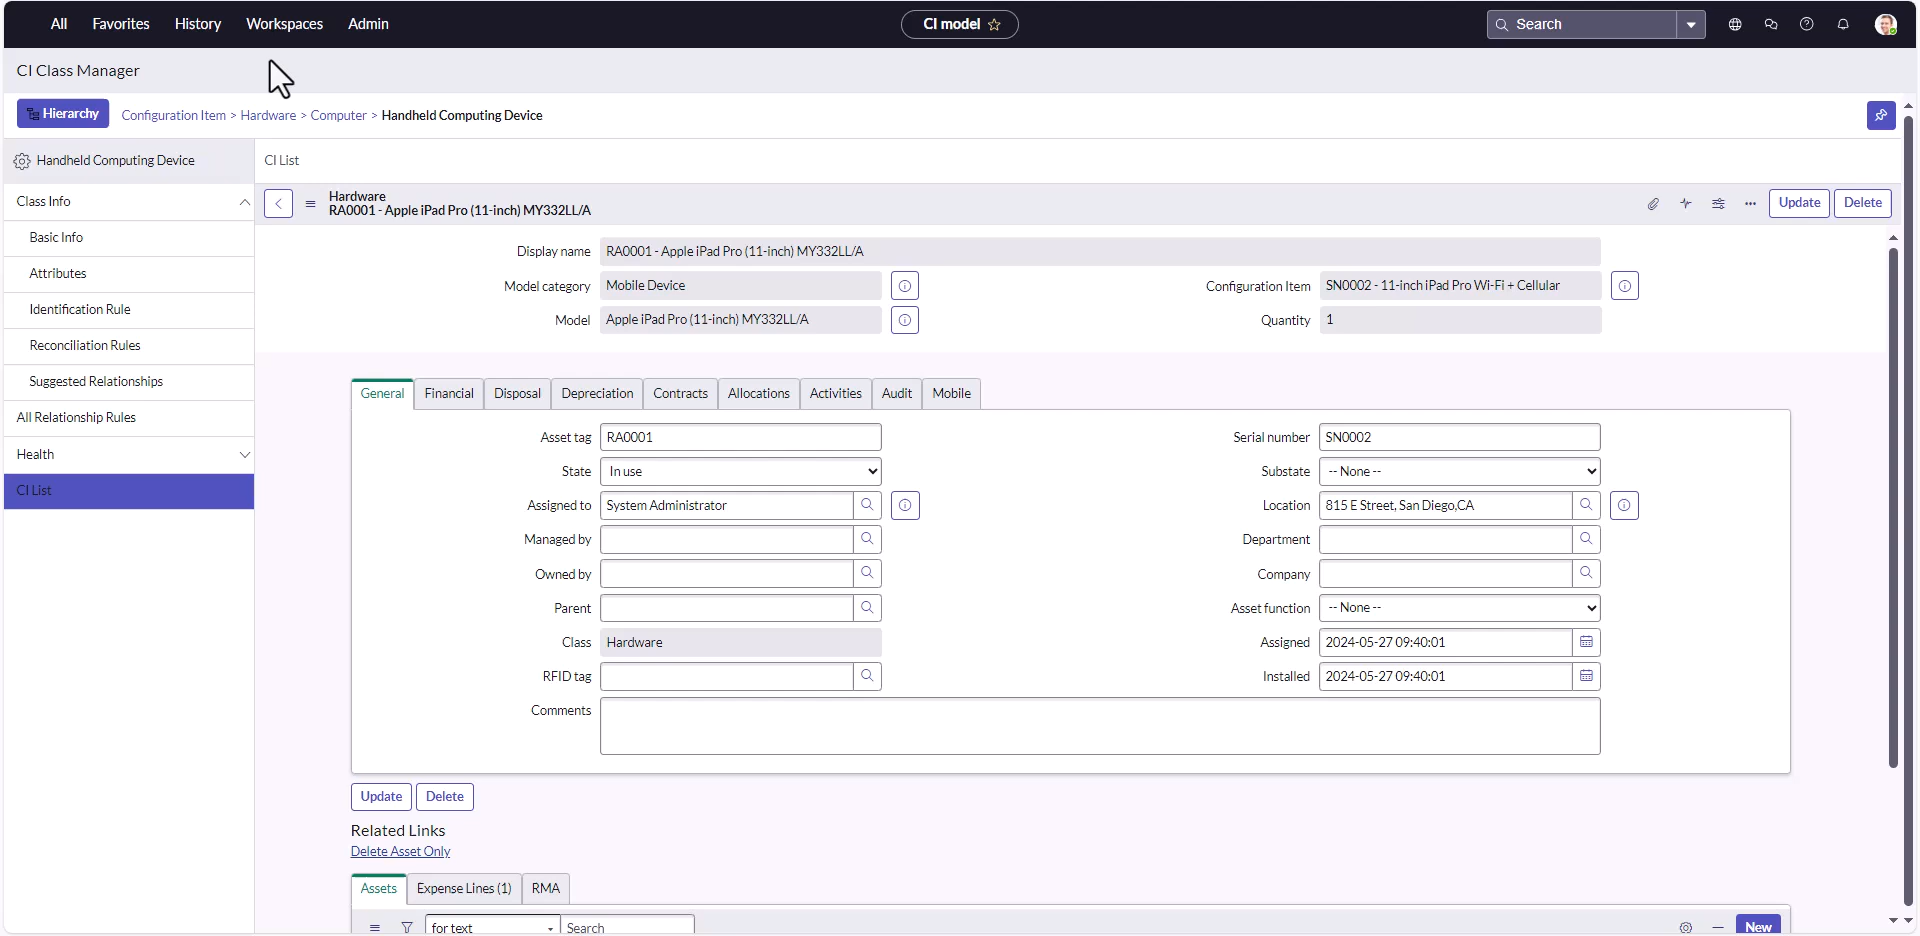 All Favorites History Workspaces Admin
CI model
Search
CI Class Manager
Hierarchy
Configuration Item > Hardware > Computer > Handheld Computing Device
Handheld Computing Device
Class Info
Basic Info
Attributes
Identification Rule
Reconciliation Rules
Suggested Relationships
All Relationship Rules
Health
CI List
CI List
Hardware
RA0001 - Apple iPad Pro (11-inch) MY332LL/A
Update Delete
Display name RA0001 - Apple iPad Pro (11-inch) MY332LL/A
Model category Mobile Device
Configuration Item SN0002 - 11-inch iPad Pro Wi-Fi + Cellular
Model Apple iPad Pro (11-inch) MY332LL/A
Quantity 1
General Financial Disposal Depreciation Contracts Allocations Activities Audit Mobile
Asset tag RA0001
Serial number SN0002
State In use
Substate -- None --
Assigned to System Administrator
Location 815 E Street, San Diego,CA
Managed by
Department
Owned by
Company
Parent
Asset function -- None --
Class Hardware
Assigned 2024-05-27 09:40:01
RFID tag
Installed 2024-05-27 09:40:01
Comments
Update Delete
Related Links
Delete Asset Only
Assets Expense Lines (1) RMA
for text Search New